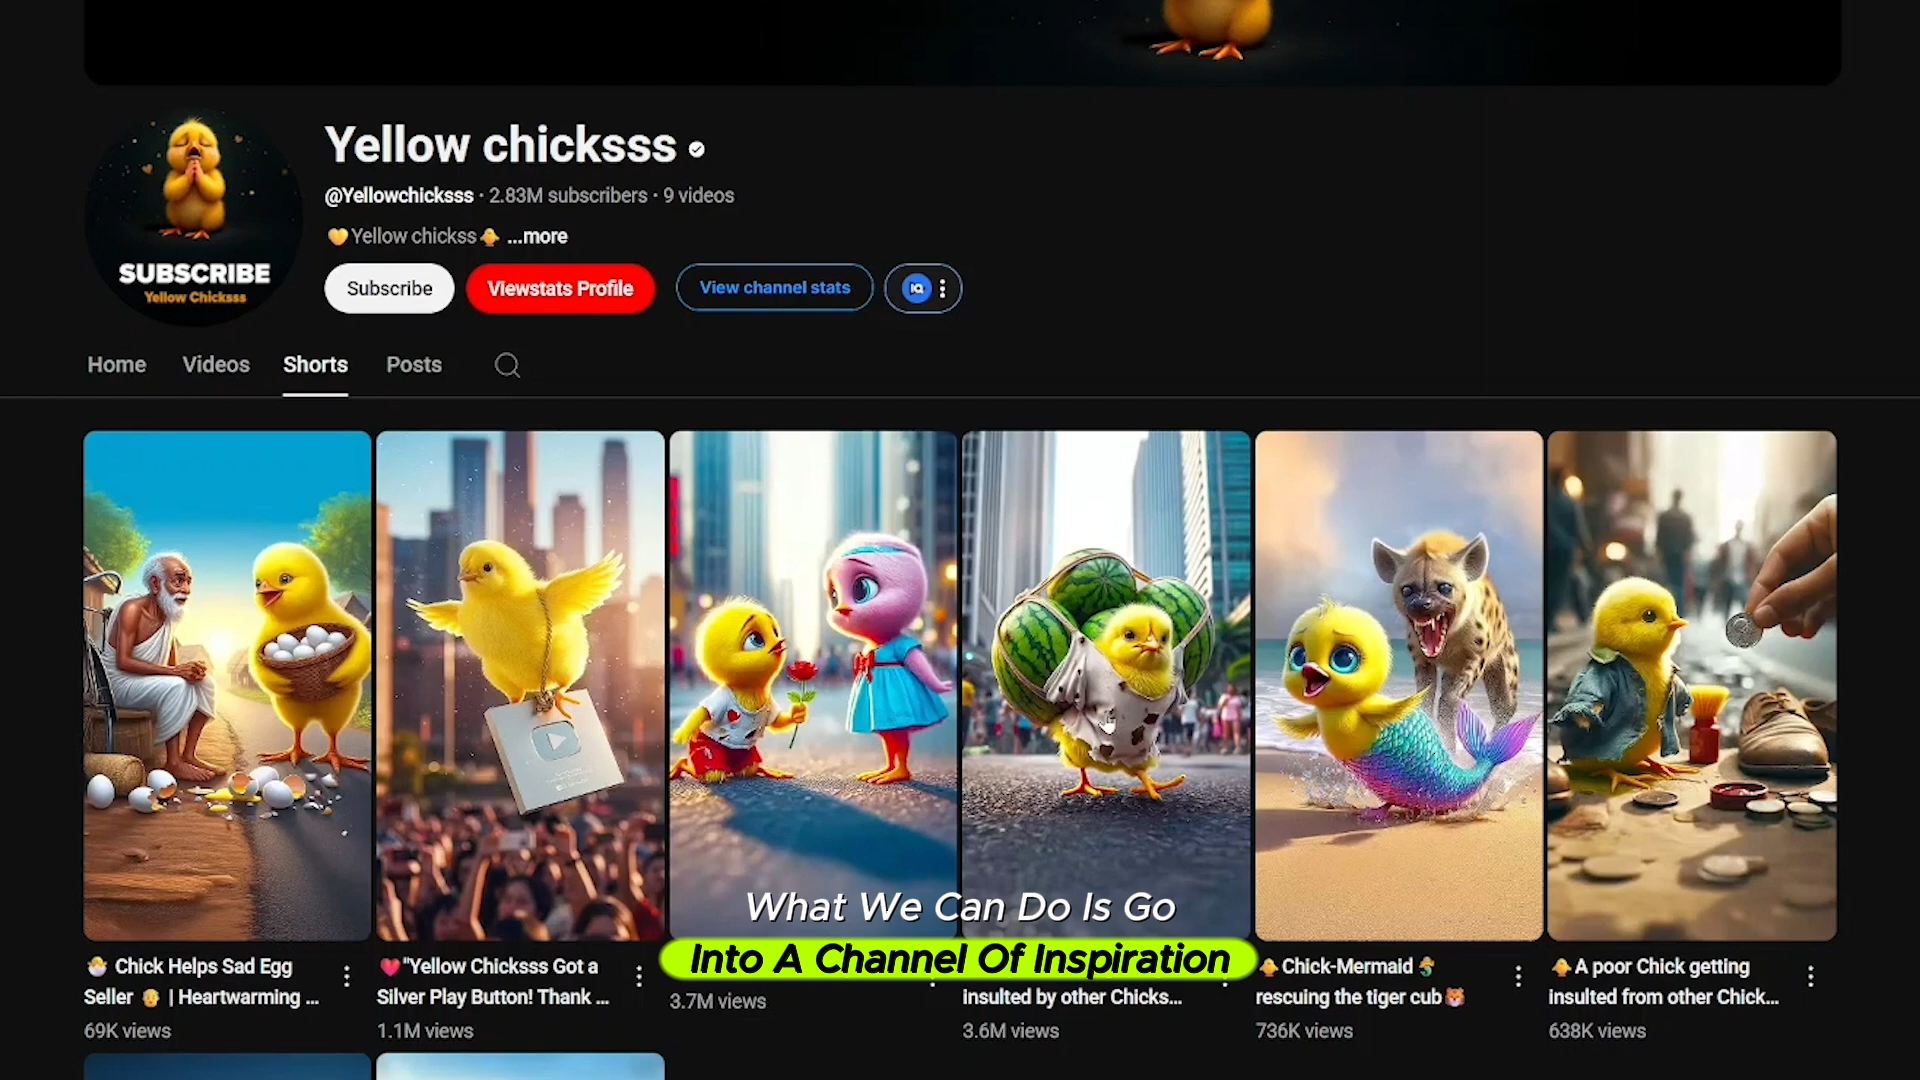 Yellow chicksss
@Yellowchicksss · 2.83M subscribers · 9 videos
💛Yellow chickss🐥 ...more
SUBSCRIBE
Yellow Chicksss
Subscribe
Viewstats Profile
View channel stats
IQ
Home
Videos
Shorts
Posts
What We Can Do Is Go
Into A Channel Of Inspiration
🐣 Chick Helps Sad Egg
Seller 👴 | Heartwarming ...
69K views
❤️"Yellow Chicksss Got a
Silver Play Button! Thank ...
1.1M views
3.7M views
insulted by other Chicks...
3.6M views
🐥Chick-Mermaid🧜‍♀️
rescuing the tiger cub🐯
736K views
🐥A poor Chick getting
insulted from other Chick...
638K views